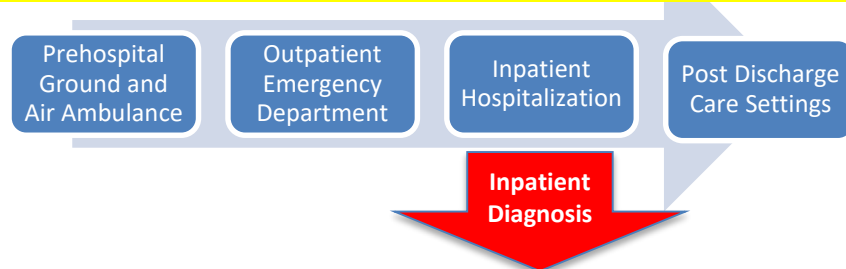 Prehospital
Ground and
Air Ambulance
Outpatient
Emergency
Department
Inpatient
Hospitalization
Post Discharge
Care Settings
Inpatient
Diagnosis